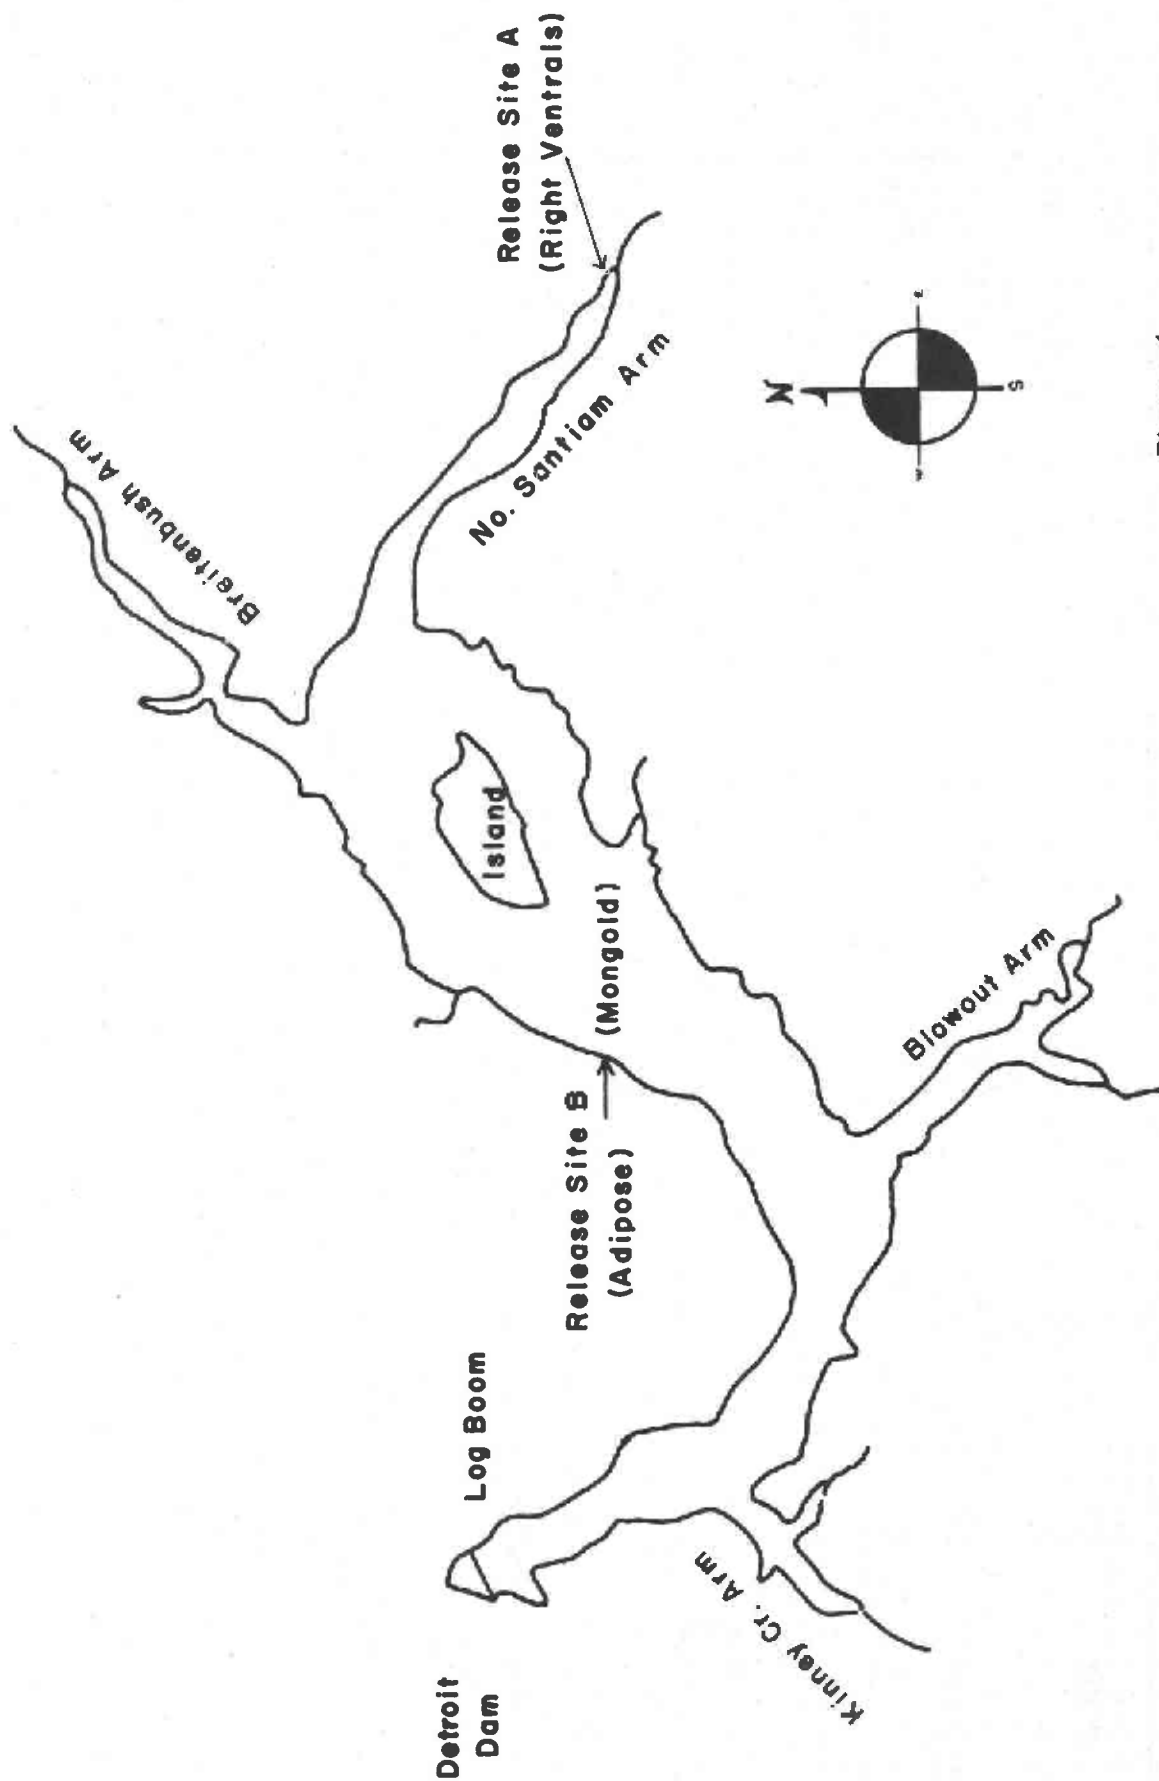 Release Site A
(Right Ventrals)
Breitenbush Arm
No. Santiam Arm
Island
(Mongold)
Release Site B
(Adipose)
Blowout Arm
Log Boom
Detroit
Dam
Kinney Cr. Arm
N
S